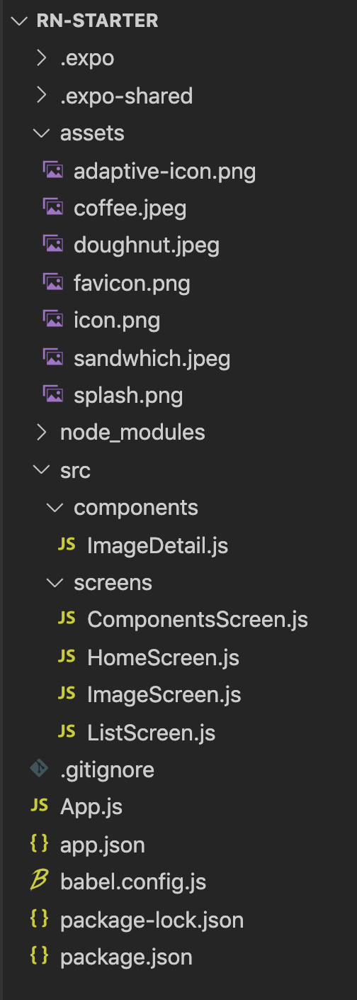 RN-STARTER
.expo
.expo-shared
assets
adaptive-icon.png
coffee.jpeg
doughnut.jpeg
favicon.png
icon.png
sandwhich.jpeg
splash.png
node_modules
src
components
JS ImageDetail.js
screens
JS ComponentsScreen.js
JS HomeScreen.js
JS ImageScreen.js
JS ListScreen.js
.gitignore
JS App.js
{} app.json
B babel.config.js
{} package-lock.json
{} package.json